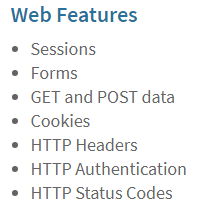 Web Features
• Sessions
• Forms
• GET and POST data
• Cookies
• HTTP Headers
• HTTP Authentication
• HTTP Status Codes